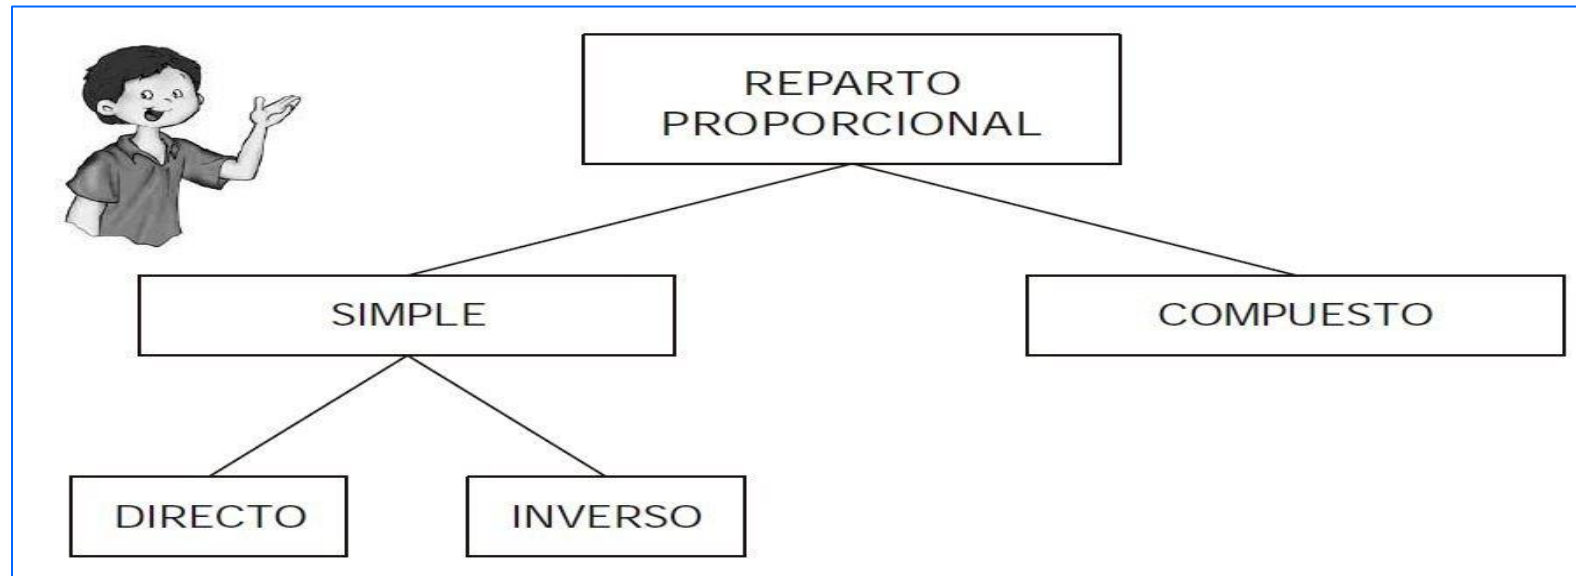 REPARTO
PROPORCIONAL
SIMPLE
COMPUESTO
DIRECTO
INVERSO